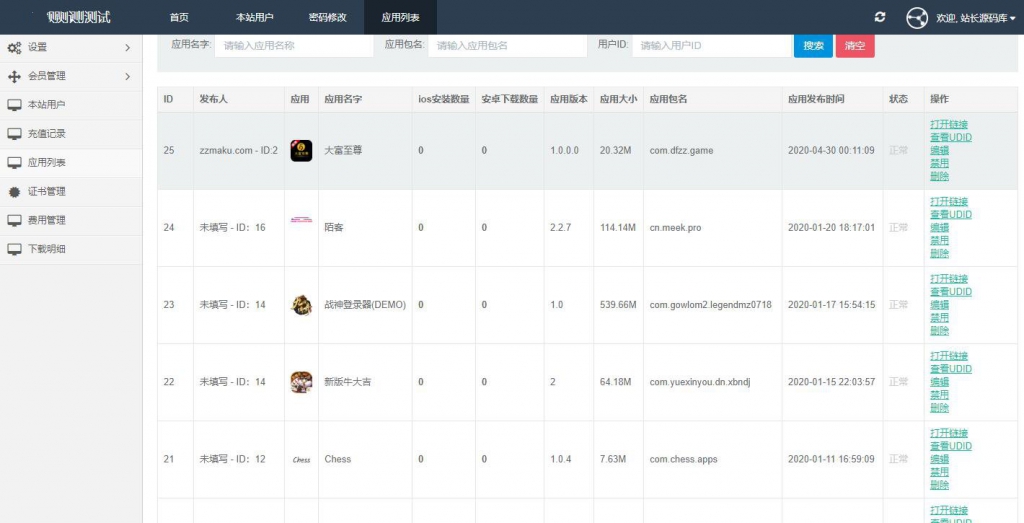 首页 本站用户 密码修改 应用列表 欢迎, 站长源码库
设置
会员管理
本站用户
充值记录
应用列表
证书管理
费用管理
下载明细
应用名字: 请输入应用名称 应用包名: 请输入应用包名 用户ID: 请输入用户ID 搜索 清空
ID 发布人 应用 应用名字 ios安装数量 安卓下载数量 应用版本 应用大小 应用包名 应用发布时间 状态 操作
25 zzmaku.com - ID:2 大富至尊 0 0 1.0.0.0 20.32M com.dfzz.game 2020-04-30 00:11:09 正常
打开链接
查看UDID
编辑
禁用
删除
24 未填写 - ID：16 陌客 0 0 2.2.7 114.14M cn.meek.pro 2020-01-20 18:17:01 正常
打开链接
查看UDID
编辑
禁用
删除
23 未填写 - ID：14 战神登录器(DEMO) 0 0 1.0 539.66M com.gowlom2.legendmz0718 2020-01-17 15:54:15 正常
打开链接
查看UDID
编辑
禁用
删除
22 未填写 - ID：14 新版牛大吉 0 0 2 64.18M com.yuexinyou.dn.xbndj 2020-01-15 22:03:57 正常
打开链接
查看UDID
编辑
禁用
删除
21 未填写 - ID：12 Chess Chess 0 0 1.0.4 7.63M com.chess.apps 2020-01-11 16:59:09 正常
打开链接
查看UDID
编辑
禁用
删除
打开链接
查看UDID